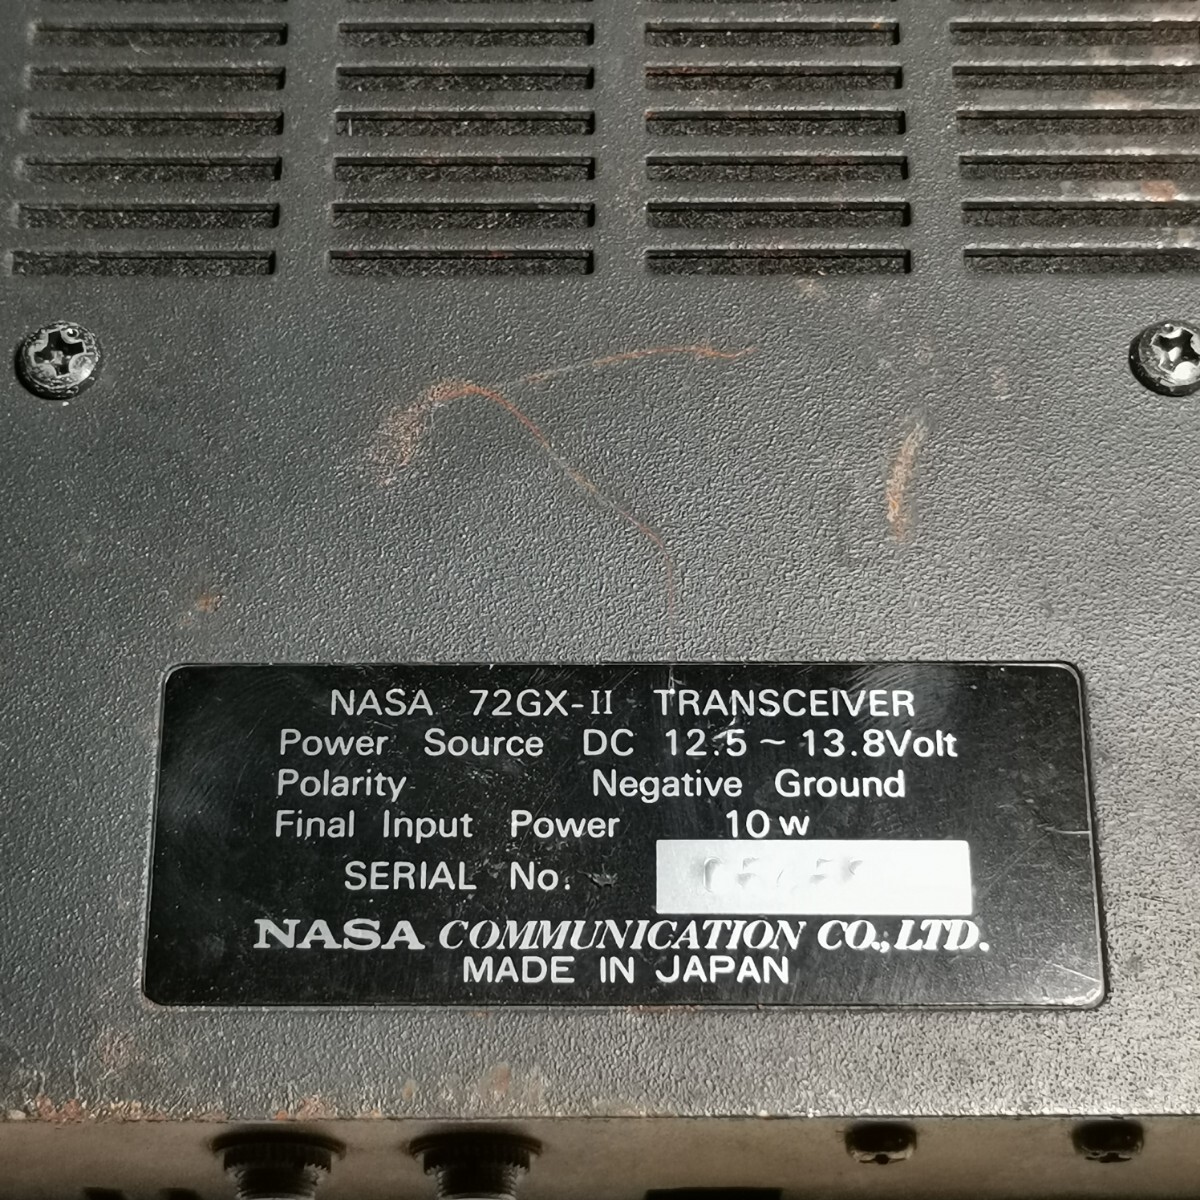 NASA 72GX-II TRANSCEIVER
Power Source DC 12.5 ~ 13.8Volt
Polarity Negative Ground
Final Input Power 10w
SERIAL No.
NASA COMMUNICATION CO., LTD.
MADE IN JAPAN